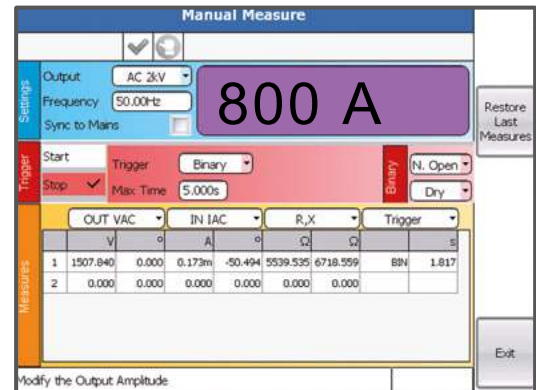 Manual Measure
Settings
Output AC 2kV
Frequency 50.00Hz
Sync to Mains
800 A
Restore
Last
Measures
Trigger
Start
Stop
Trigger Binary
Max Time 5.000s
Binary
N. Open
Dry
Measures
OUT VAC IN IAC R,X Trigger
V ° A ° Ω Ω s
1 1507.840 0.000 0.173m -50.494 5539.535 6718.559 BIN 1.817
2 0.000 0.000 0.000 0.000 0.000 0.000
Exit
Modify the Output Amplitude